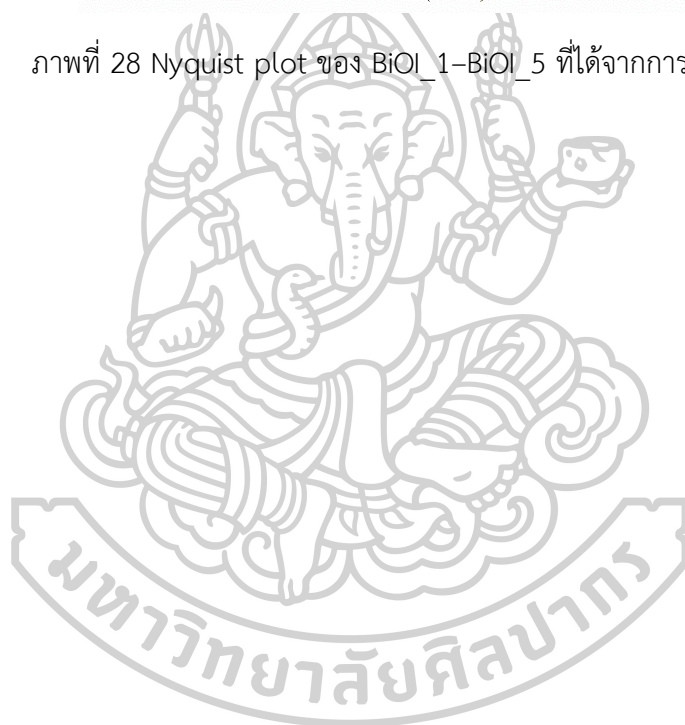 ภาพที่ 28 Nyquist plot ของ BiOI_1–BiOI_5 ที่ได้จากการ
มหาวิทยาลัยศิลปากร